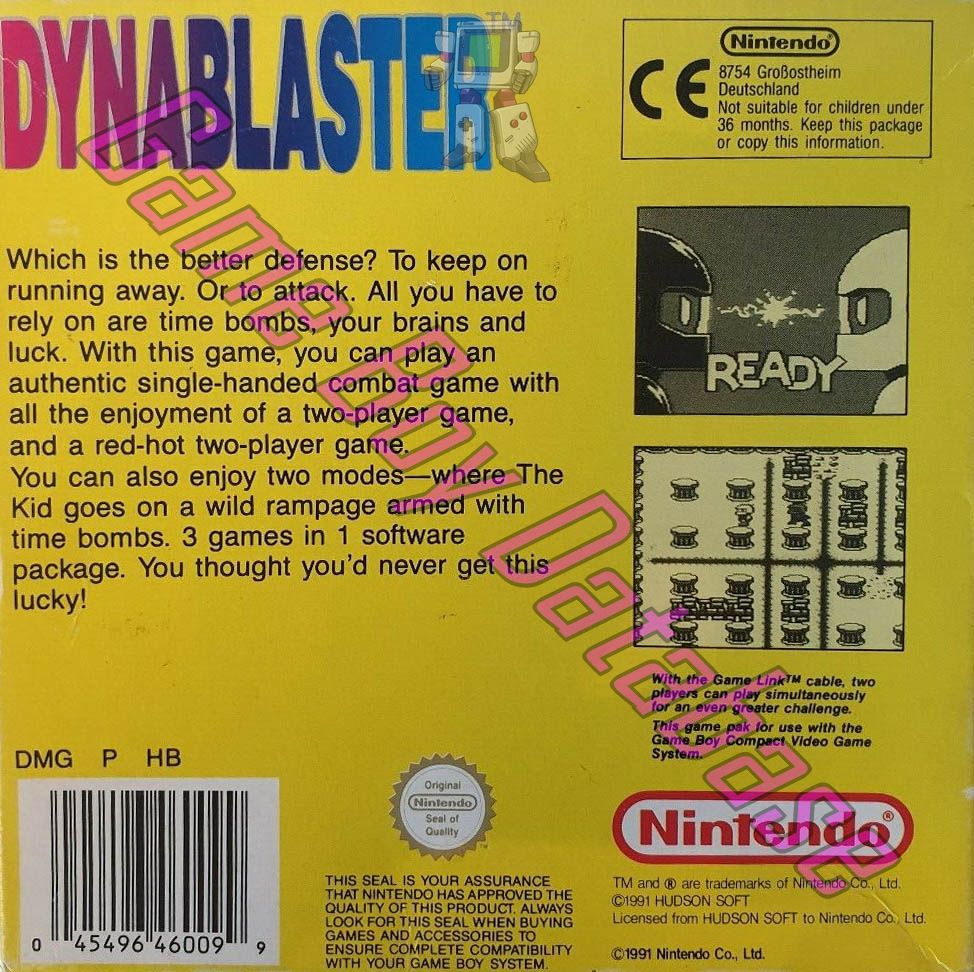 DYNABLASTER™
Nintendo®
CE
8754 Großostheim
Deutschland
Not suitable for children under
36 months. Keep this package
or copy this information.
Which is the better defense? To keep on
running away. Or to attack. All you have to
rely on are time bombs, your brains and
luck. With this game, you can play an
authentic single-handed combat game with
all the enjoyment of a two-player game,
and a red-hot two-player game.
You can also enjoy two modes—where The
Kid goes on a wild rampage armed with
time bombs. 3 games in 1 software
package. You thought you'd never get this
lucky!
READY
With the Game Link™ cable, two
players can play simultaneously
for an even greater challenge.
This game pak for use with the
Game Boy Compact Video Game
System.
DMG P HB
0 45496 46009 9
Original
Nintendo
Seal of
Quality
THIS SEAL IS YOUR ASSURANCE
THAT NINTENDO HAS APPROVED THE
QUALITY OF THIS PRODUCT. ALWAYS
LOOK FOR THIS SEAL WHEN BUYING
GAMES AND ACCESSORIES TO
ENSURE COMPLETE COMPATIBILITY
WITH YOUR GAME BOY SYSTEM.
Nintendo®
TM and ® are trademarks of Nintendo Co., Ltd.
©1991 HUDSON SOFT
Licensed from HUDSON SOFT to Nintendo Co., Ltd.
©1991 Nintendo Co., Ltd.
Game Boy Database